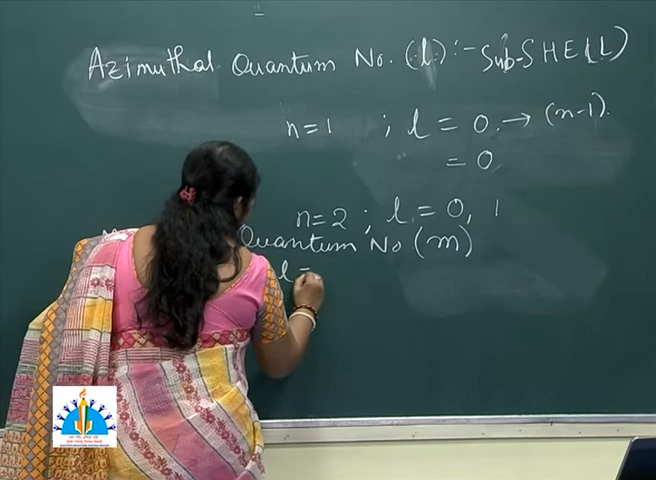 Azimuthal Quantum No. (l) :- Sub-SHELL)
n=1 ; l = 0. → (n-1).
= 0
n=2 ; l = 0, 1
Quantum No (m)
l =